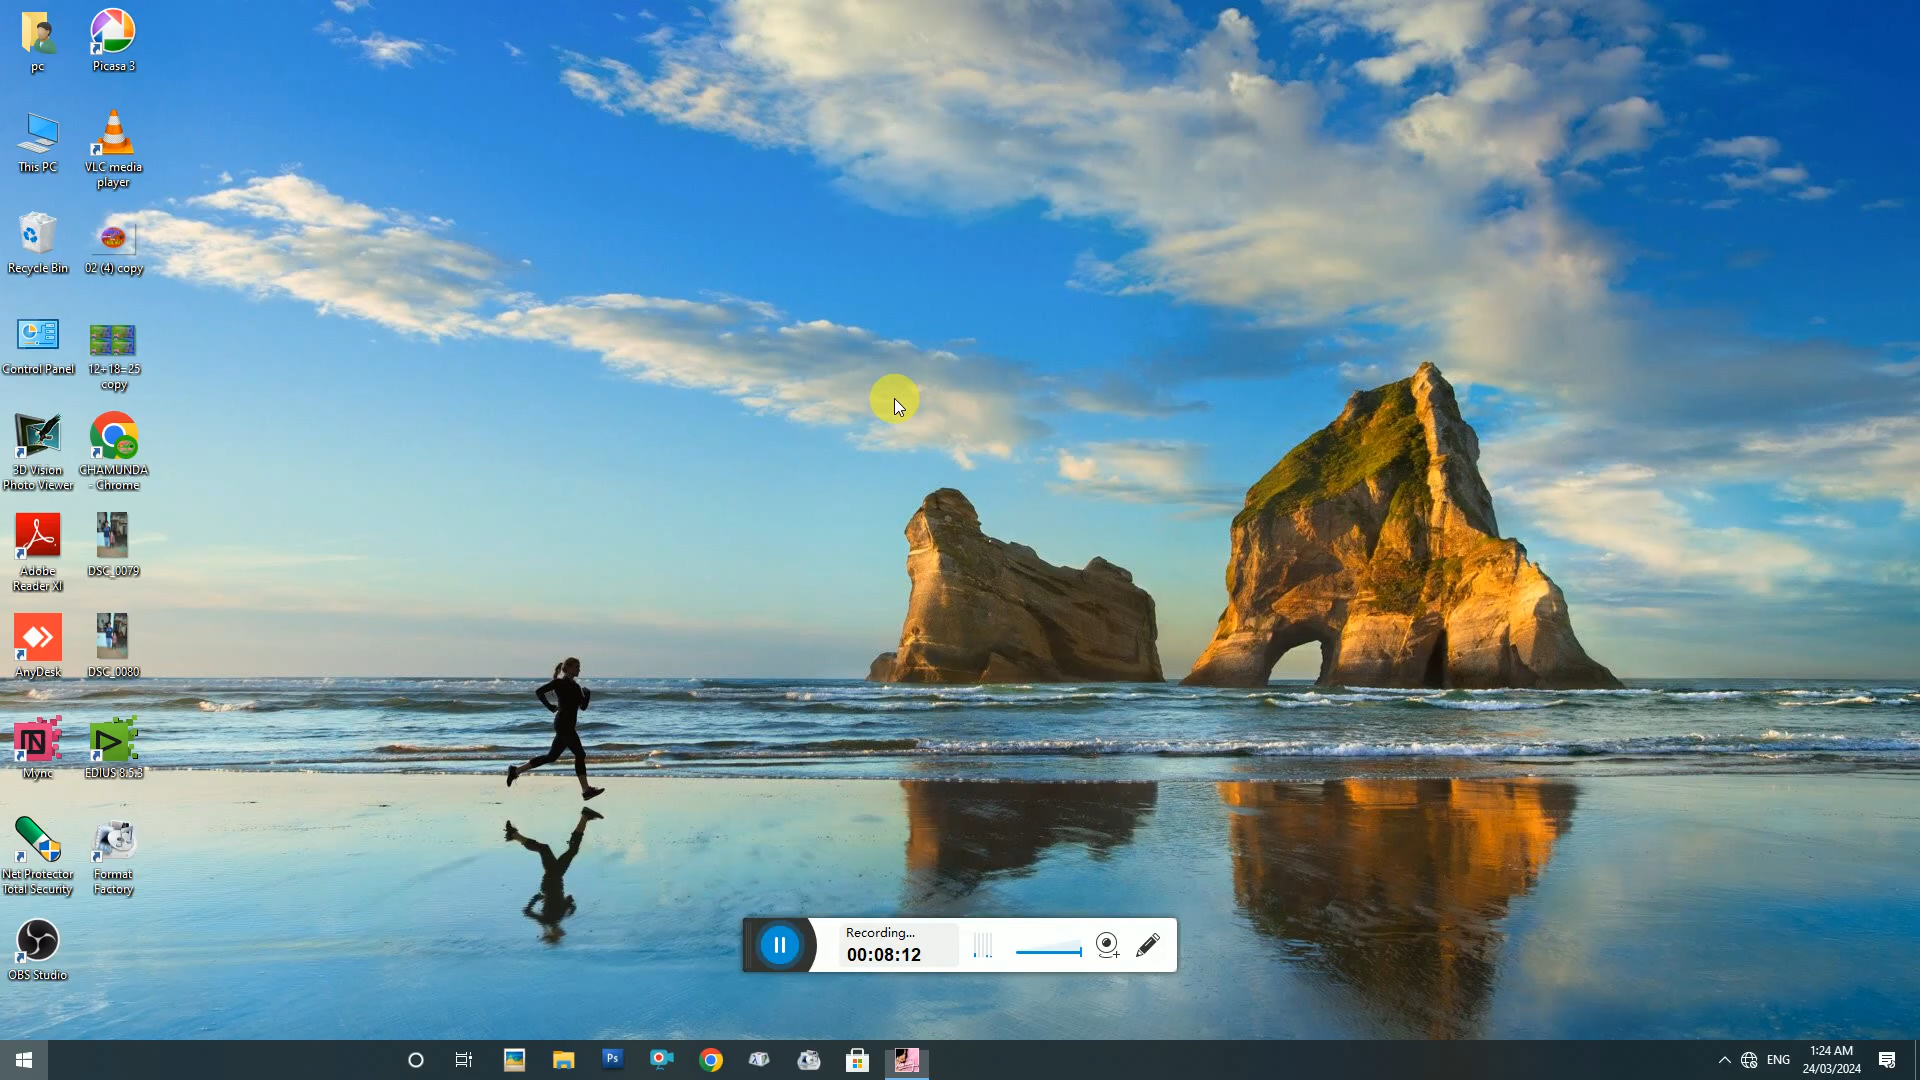 pc
Picasa 3
This PC
VLC media
player
Recycle Bin
02 (4) copy
Control Panel
12+18=25
copy
3D Vision
Photo Viewer
CHAMUNDA
- Chrome
Adobe
Reader XI
DSC_0079
AnyDesk
DSC_0080
Mync
EDIUS 8.5.3
Net Protector
Total Security
Format
Factory
OBS Studio
Recording...
00:08:12
Ps
ENG
1:24 AM
24/03/2024